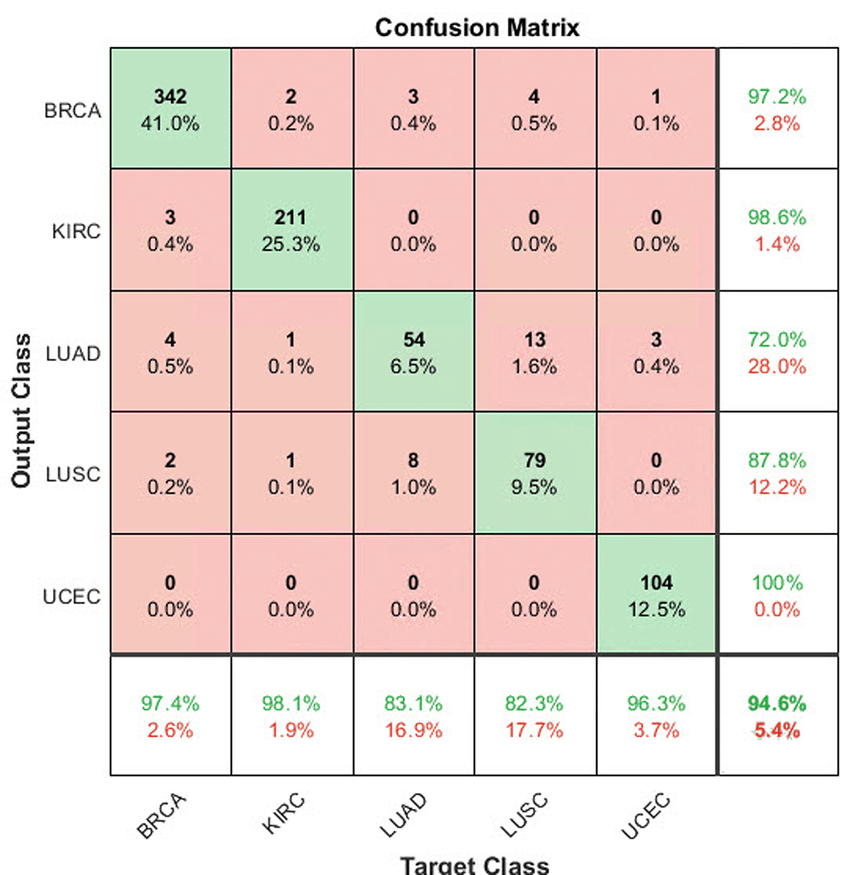 Confusion Matrix
BRCA 342 2 3 4 1 97.2%
41.0% 0.2% 0.4% 0.5% 0.1% 2.8%
KIRC 3 211 0 0 0 98.6%
0.4% 25.3% 0.0% 0.0% 0.0% 1.4%
LUAD 4 1 54 13 3 72.0%
0.5% 0.1% 6.5% 1.6% 0.4% 28.0%
LUSC 2 1 8 79 0 87.8%
0.2% 0.1% 1.0% 9.5% 0.0% 12.2%
UCEC 0 0 0 0 104 100%
0.0% 0.0% 0.0% 0.0% 12.5% 0.0%
97.4% 98.1% 83.1% 82.3% 96.3% 94.6%
2.6% 1.9% 16.9% 17.7% 3.7% 5.4%
BRCA KIRC LUAD LUSC UCEC
Target Class
Output Class